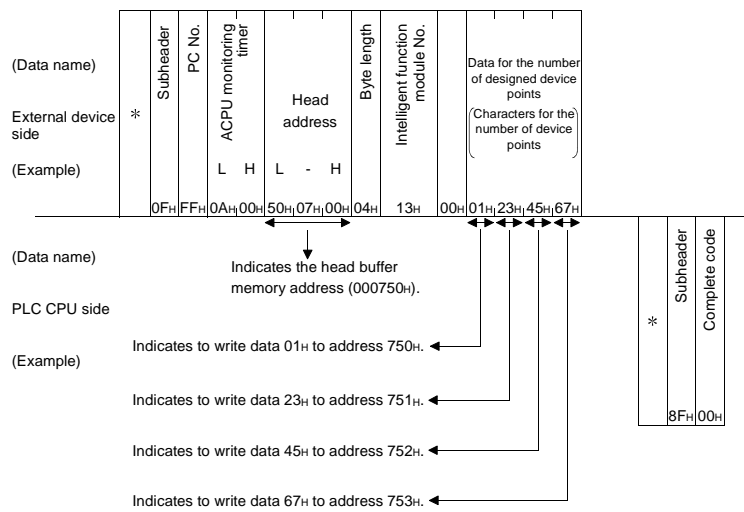 (Data name)
External device
side
(Example)
*
Subheader
PC No.
ACPU monitoring
timer
L H
Head
address
L - H
Byte length
Intelligent function
module No.
Data for the number
of designed device
points
(Characters for the
number of device
points)
0FH FFH 0AH 00H 50H 07H 00H 04H 13H 00H 01H 23H 45H 67H
(Data name)
PLC CPU side
(Example)
Indicates the head buffer
memory address (000750H).
Indicates to write data 01H to address 750H.
Indicates to write data 23H to address 751H.
Indicates to write data 45H to address 752H.
Indicates to write data 67H to address 753H.
*
Subheader
Complete code
8FH 00H